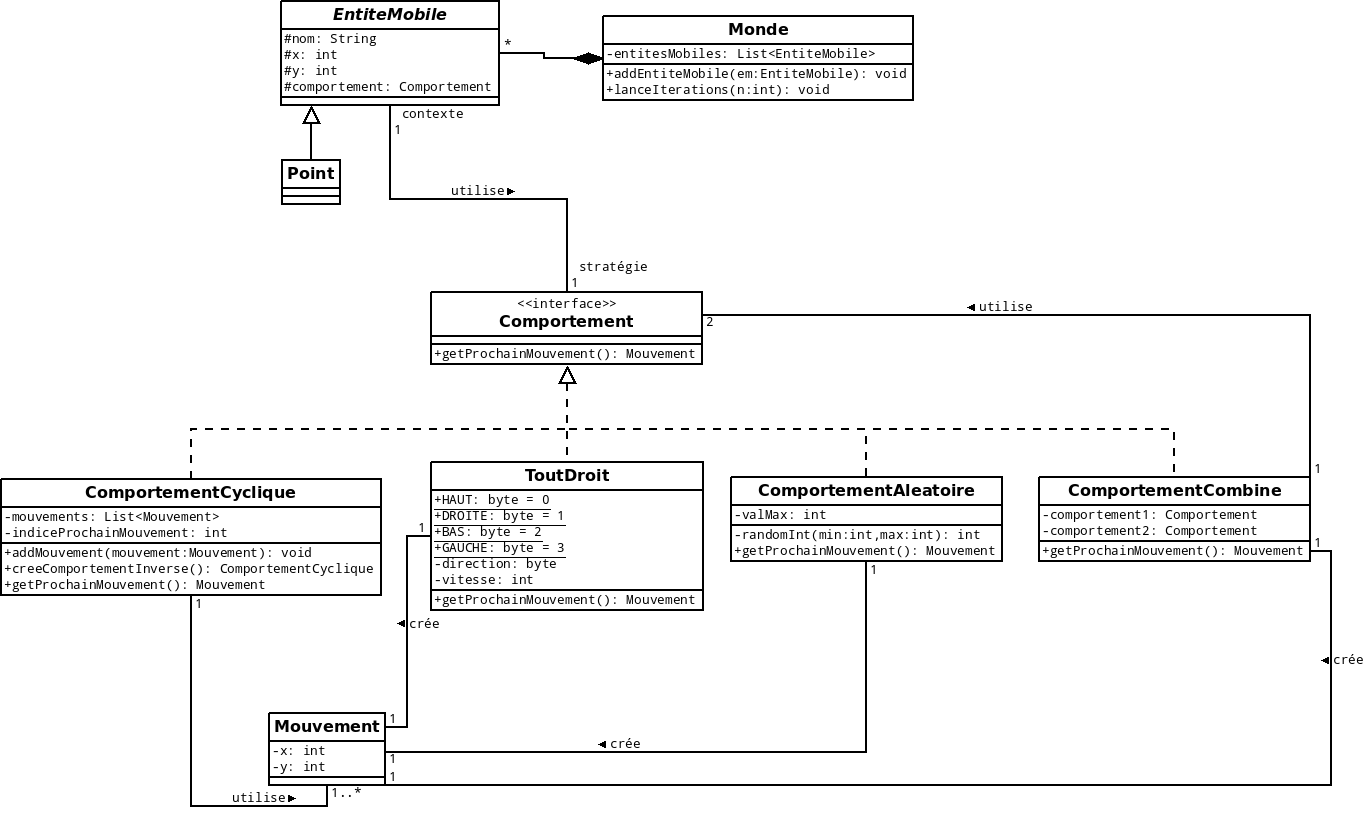 EntiteMobile
#nom: String
#x: int
#y: int
#comportement: Comportement
*
Monde
-entitesMobiles: List<EntiteMobile>
+addEntiteMobile(em:EntiteMobile): void
+lanceIterations(n:int): void
contexte
1
Point
utilise
stratégie
1
<<interface>>
Comportement
+getProchainMouvement(): Mouvement
2
utilise
1
ComportementCyclique
-mouvements: List<Mouvement>
-indiceProchainMouvement: int
+addMouvement(mouvement:Mouvement): void
+creeComportementInverse(): ComportementCyclique
+getProchainMouvement(): Mouvement
1
ToutDroit
+HAUT: byte = 0
+DROITE: byte = 1
+BAS: byte = 2
+GAUCHE: byte = 3
-direction: byte
-vitesse: int
+getProchainMouvement(): Mouvement
1
crée
ComportementAleatoire
-valMax: int
-randomInt(min:int,max:int): int
+getProchainMouvement(): Mouvement
1
ComportementCombine
-comportement1: Comportement
-comportement2: Comportement
+getProchainMouvement(): Mouvement
1
crée
Mouvement
-x: int
-y: int
1
1
crée
1
utilise
1..*